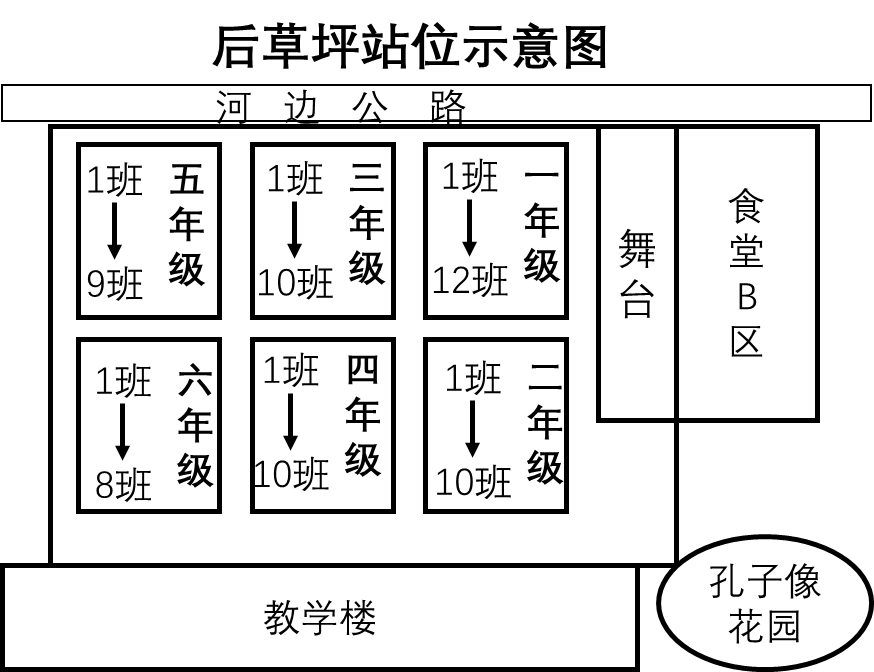 后草坪站位示意图
河边公路
1班
9班
五年级
1班
10班
三年级
1班
12班
一年级
舞台
食堂B区
1班
8班
六年级
1班
10班
四年级
1班
10班
二年级
教学楼
孔子像
花园